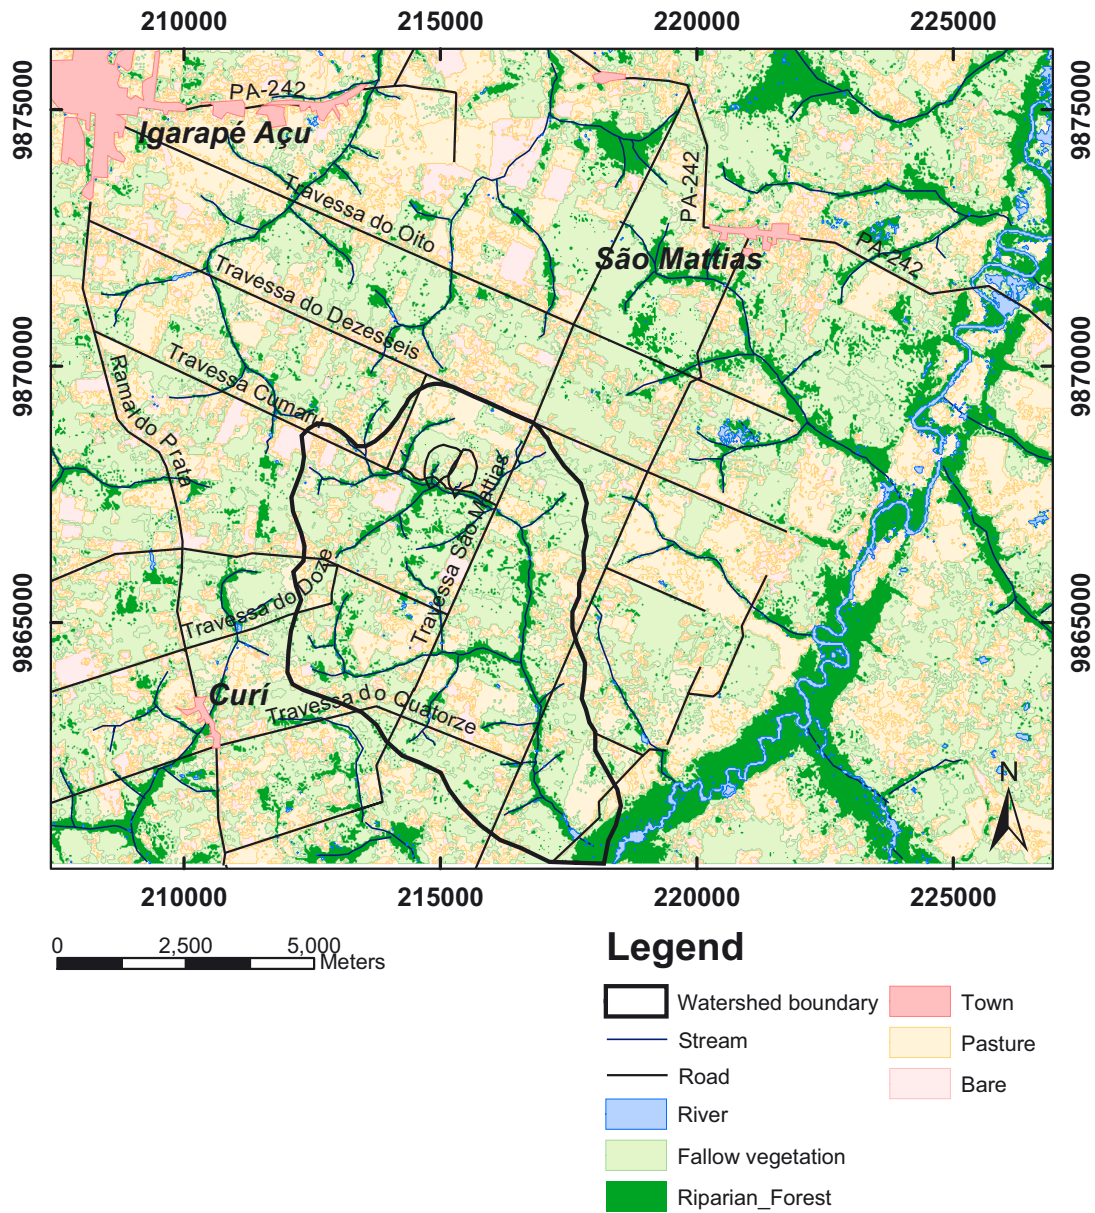 210000 215000 220000 225000
9875000
9875000
PA-242
Igarapé Açu
Travessa do Oito
PA-242
São Mattias
PA-242
Travessa do Dezesseis
9870000
9870000
Travessa Cumaru
Ramal do Prata
Travessa São Mattias
Travessa do Doze
9865000
9865000
Curí
Travessa do Quatorze
N
210000 215000 220000 225000
0 2,500 5,000
Meters
Legend
Watershed boundary
Stream
Road
River
Fallow vegetation
Riparian_Forest
Town
Pasture
Bare